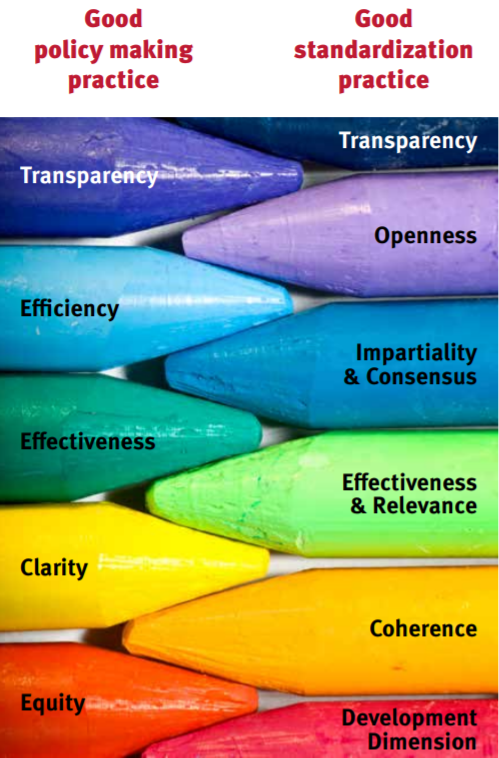 Good
policy making
practice
Good
standardization
practice
Transparency
Efficiency
Effectiveness
Clarity
Equity
Transparency
Openness
Impartiality
& Consensus
Effectiveness
& Relevance
Coherence
Development
Dimension